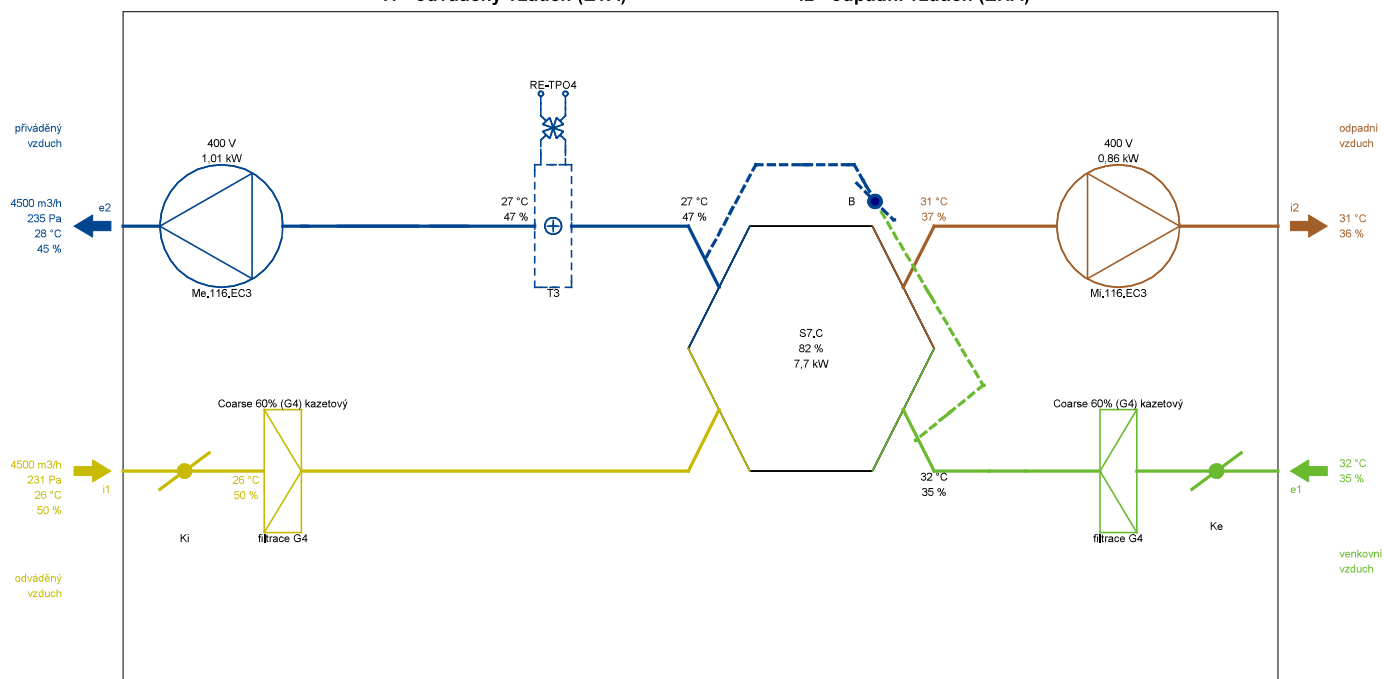 RE-TPO4
přiváděný
vzduch
400 V
1,01 kW
400 V
0,86 kW
odpadní
vzduch
4500 m3/h
235 Pa
28 °C
45 %
e2
27 °C
47 %
27 °C
47 %
B
31 °C
37 %
i2
31 °C
36 %
Me.116.EC3
T3
Mi.116.EC3
S7.C
82 %
7,7 kW
Coarse 60% (G4) kazetový
Coarse 60% (G4) kazetový
4500 m3/h
231 Pa
26 °C
50 %
i1
26 °C
50 %
32 °C
35 %
e1
32 °C
35 %
Ki
filtrace G4
filtrace G4
Ke
odváděný
vzduch
venkovní
vzduch